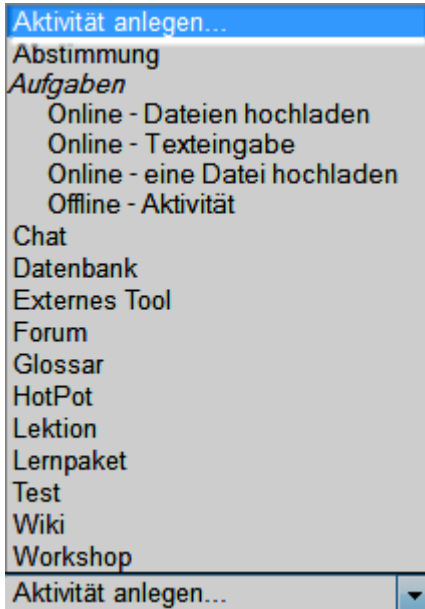 Aktivität anlegen...
Abstimmung
Aufgaben
Online - Dateien hochladen
Online - Texteingabe
Online - eine Datei hochladen
Offline - Aktivität
Chat
Datenbank
Externes Tool
Forum
Glossar
HotPot
Lektion
Lernpaket
Test
Wiki
Workshop
Aktivität anlegen...